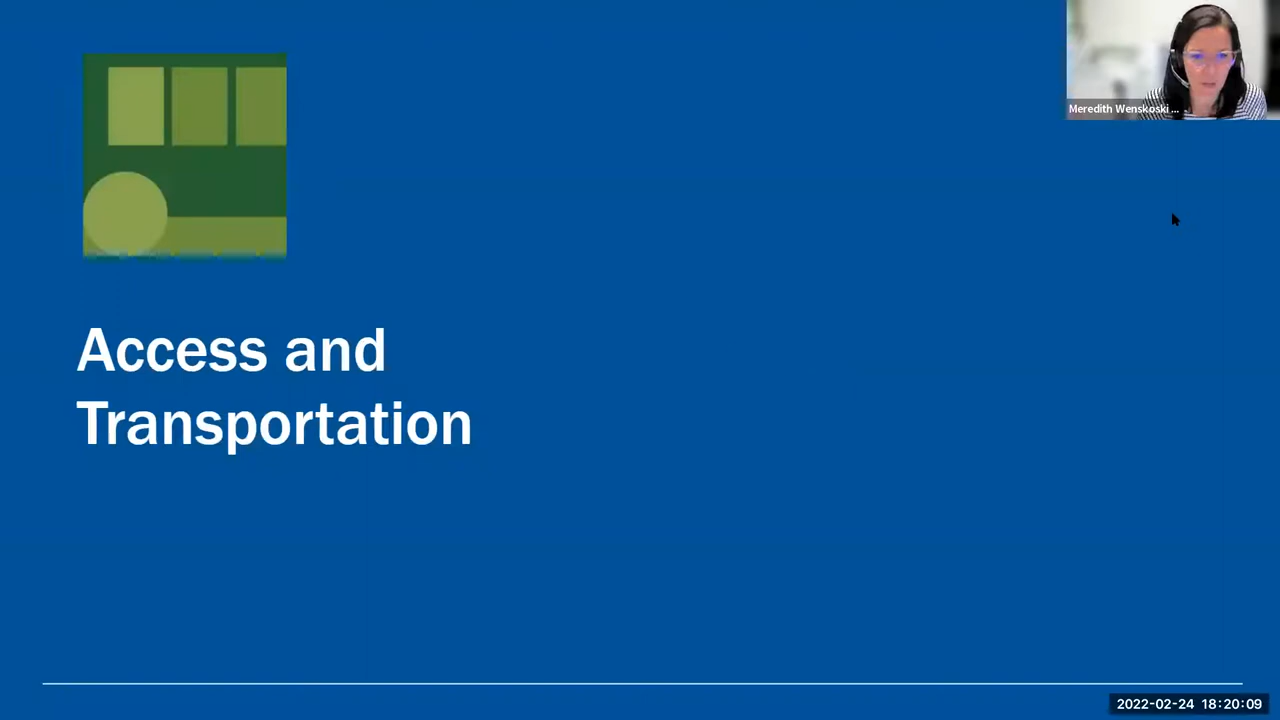 Meredith Wenskoski ...
Access and
Transportation
2022-02-24 18:20:09